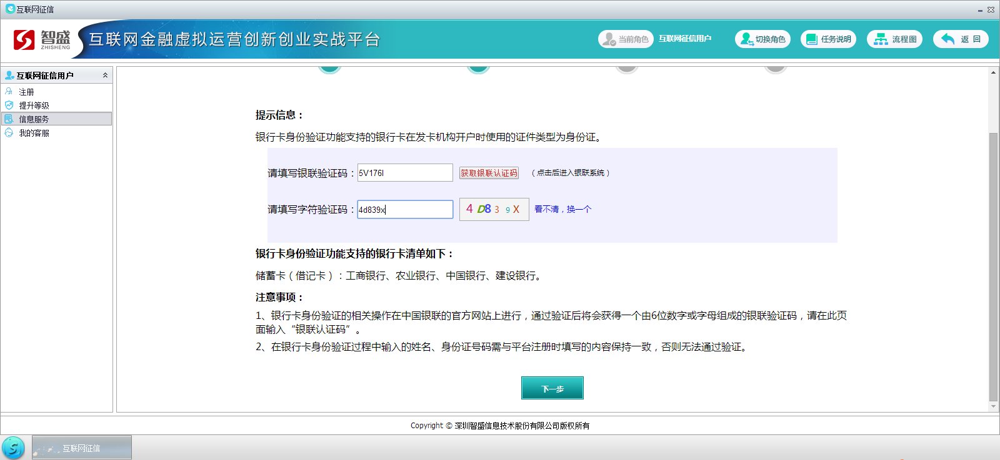 互联网征信
智盛
ZHISHENG
互联网金融虚拟运营创新创业实战平台
当前角色
互联网征信用户
切换角色
任务说明
流程图
返 回
互联网征信用户
注册
提升等级
信息服务
我的客服
提示信息：
银行卡身份验证功能支持的银行卡在发卡机构开户时使用的证件类型为身份证。
请填写银联验证码：5V176I 获取银联认证码 （点击后进入银联系统）
请填写字符验证码：4d839x 4 D8 3 9 X 看不清，换一个
银行卡身份验证功能支持的银行卡清单如下：
储蓄卡（借记卡）：工商银行、农业银行、中国银行、建设银行。
注意事项：
1、银行卡身份验证的相关操作在中国银联的官方网站上进行，通过验证后将会获得一个由6位数字或字母组成的银联验证码，请在此页
面输入“银联认证码”。
2、在银行卡身份验证过程中输入的姓名、身份证号码需与平台注册时填写的内容保持一致，否则无法通过验证。
下一步
Copyright © 深圳智盛信息技术股份有限公司版权所有
互联网征信